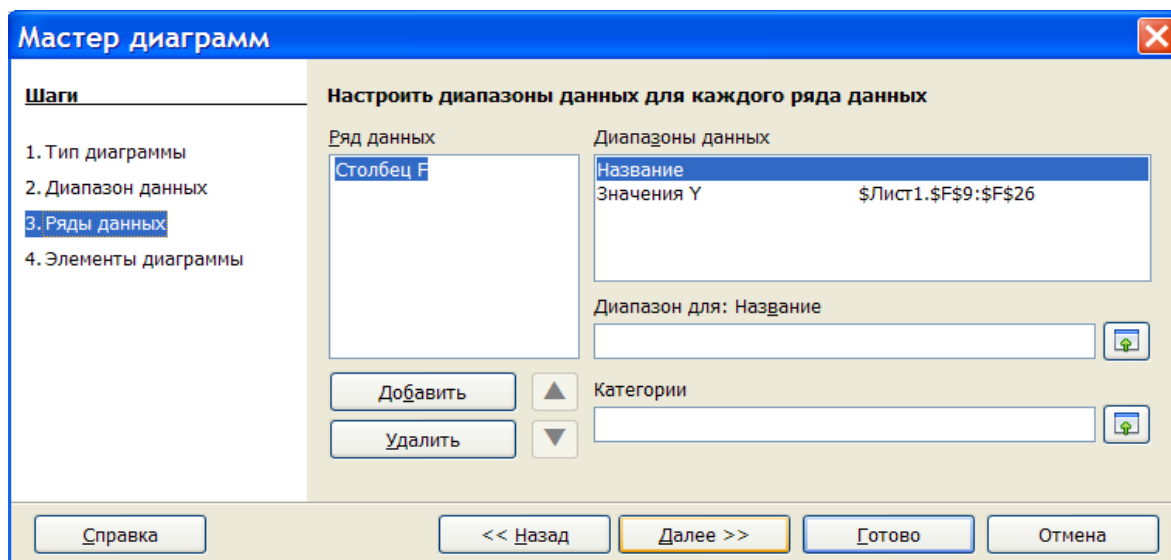 Мастер диаграмм
Шаги
1. Тип диаграммы
2. Диапазон данных
3. Ряды данных
4. Элементы диаграммы
Настроить диапазоны данных для каждого ряда данных
Ряд данных
Столбец F
Добавить
Удалить
Диапазоны данных
Название
Значения Y $Лист1.$F$9:$F$26
Диапазон для: Название
Категории
Справка
<< Назад
Далее >>
Готово
Отмена